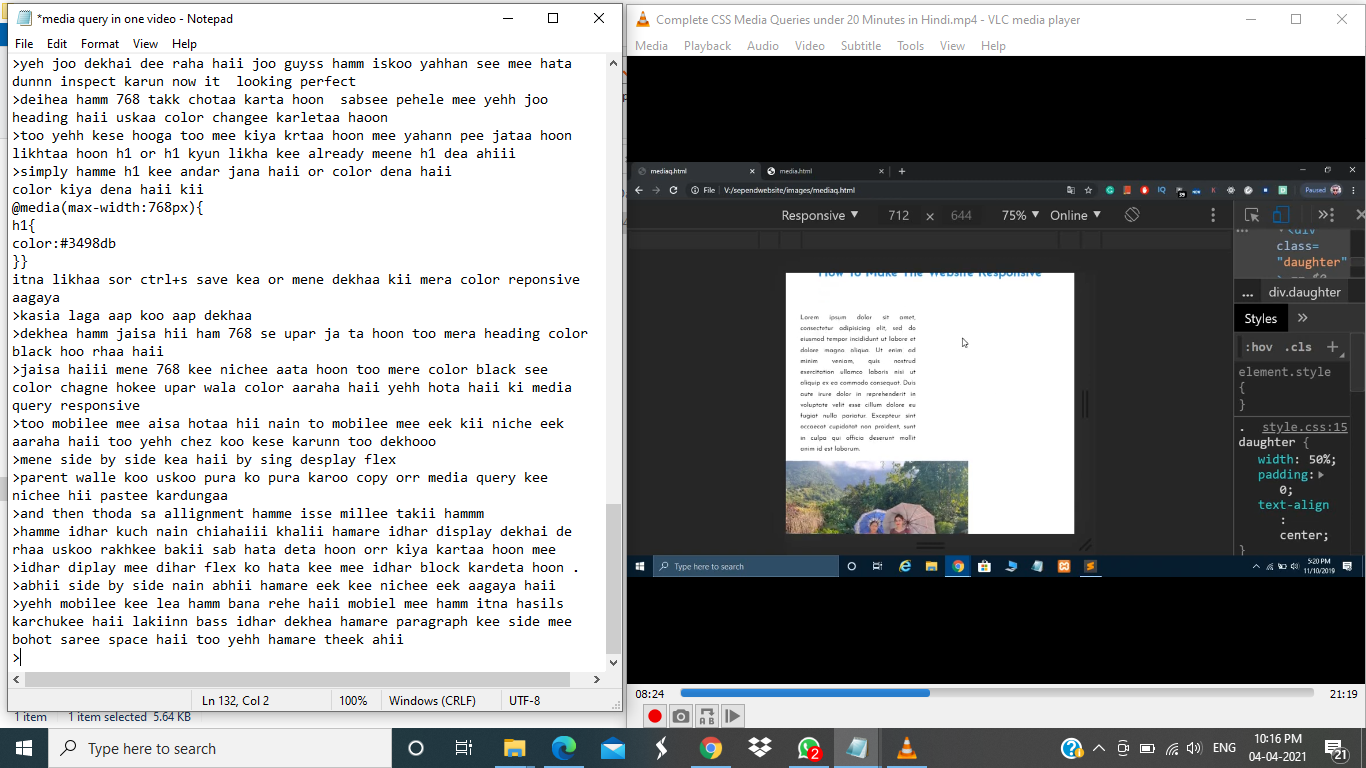 *media query in one video - Notepad
File Edit Format View Help
>yeh joo dekhai dee raha haii joo guyss hamm iskoo yahhan see mee hata
dunnn inspect karun now it  looking perfect
>deihea hamm 768 takk chotaa karta hoon  sabsee pehele mee yehh joo
heading haii uskaa color changee karletaa haoon
>too yehh kese hooga too mee kiya krtaa hoon mee yahann pee jataa hoon
likhtaa hoon h1 or h1 kyun likha kee already meene h1 dea ahiii
>simply hamme h1 kee andar jana haii or color dena haii
color kiya dena haii kii
@media(max-width:768px){
h1{
color:#3498db
}}
itna likhaa sor ctrl+s save kea or mene dekhaa kii mera color reponsive
aagaya
>kasia laga aap koo aap dekhaa
>dekhea hamm jaisa hii ham 768 se upar ja ta hoon too mera heading color
black hoo rhaa haii
>jaisa haiii mene 768 kee nichee aata hoon too mere color black see
color chagne hokee upar wala color aaraha haii yehh hota haii ki media
query responsive
>too mobilee mee aisa hotaa hii nain to mobilee mee eek kii niche eek
aaraha haii too yehh chez koo kese karunn too dekhooo
>mene side by side kea haii by sing desplay flex
>parent walle koo uskoo pura ko pura karoo copy orr media query kee
nichee hii pastee kardungaa
>and then thoda sa allignment hamme isse millee takii hammm
>hamme idhar kuch nain chiahaiii khalii hamare idhar display dekhai de
rhaa uskoo rakhkee bakii sab hata deta hoon orr kiya kartaa hoon mee
>idhar diplay mee dihar flex ko hata kee mee idhar block kardeta hoon .
>abhii side by side nain abhii hamare eek kee nichee eek aagaya haii
>yehh mobilee kee lea hamm bana rehe haii mobiel mee hamm itna hasils
karchukee haii lakiinn bass idhar dekhea hamare paragraph kee side mee
bohot saree space haii too yehh hamare theek ahii
>
Ln 132, Col 2 100% Windows (CRLF) UTF-8
1 item 1 item selected 5.64 KB
Complete CSS Media Queries under 20 Minutes in Hindi.mp4 - VLC media player
Media Playback Audio Video Subtitle Tools View Help
mediaq.html media.html
File V:/sependwebsite/images/mediaq.html Paused
Responsive 712 × 644 75% Online
<div
class=
"daughter"
... div.daughter
Styles
:hov .cls
element.style
{
}
. style.css:15
daughter {
width: 50%;
padding:
0;
text-align
:
center;
}
How To Make The Website Responsive
Lorem ipsum dolor sit amet,
consectetur adipisicing elit, sed do
eiusmod tempor incididunt ut labore et
dolore magna aliqua. Ut enim ad
minim veniam, quis nostrud
exercitation ullamco laboris nisi ut
aliquip ex ea commodo consequat. Duis
aute irure dolor in reprehenderit in
voluptate velit esse cillum dolore eu
fugiat nulla pariatur. Excepteur sint
occaecat cupidatat non proident, sunt
in culpa qui officia deserunt mollit
anim id est laborum.
Type here to search
5:20 PM
11/10/2019
08:24 21:19
Type here to search
2
ENG
10:16 PM
04-04-2021
21